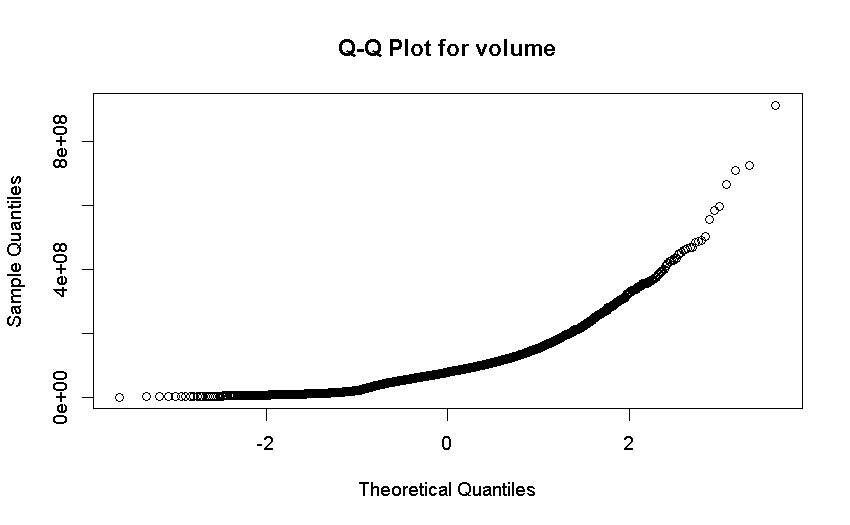 Q-Q Plot for volume
8e+08
4e+08
0e+00
Sample Quantiles
-2
0
2
Theoretical Quantiles